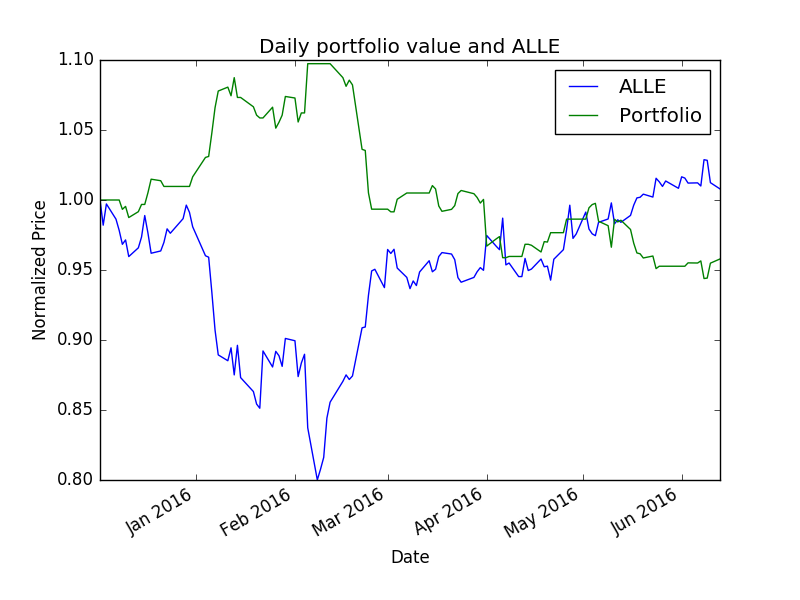 Daily portfolio value and ALLE
ALLE
Portfolio
1.10
1.05
1.00
0.95
0.90
0.85
0.80
Normalized Price
Jan 2016
Feb 2016
Mar 2016
Apr 2016
May 2016
Jun 2016
Date